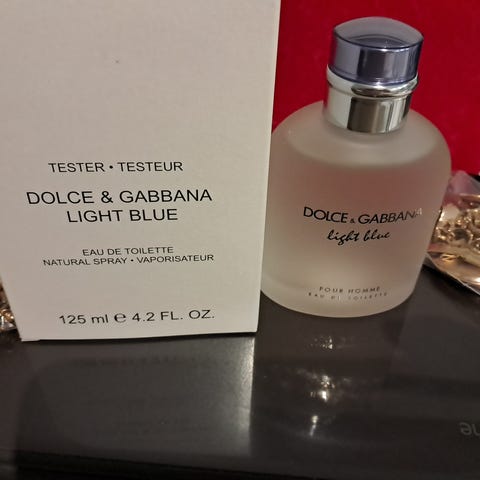 TESTER • TESTEUR
DOLCE & GABBANA
LIGHT BLUE
EAU DE TOILETTE
NATURAL SPRAY • VAPORISATEUR
125 ml ℮ 4.2 FL. OZ.
DOLCE & GABBANA
light blue
POUR HOMME
EAU DE TOILETTE